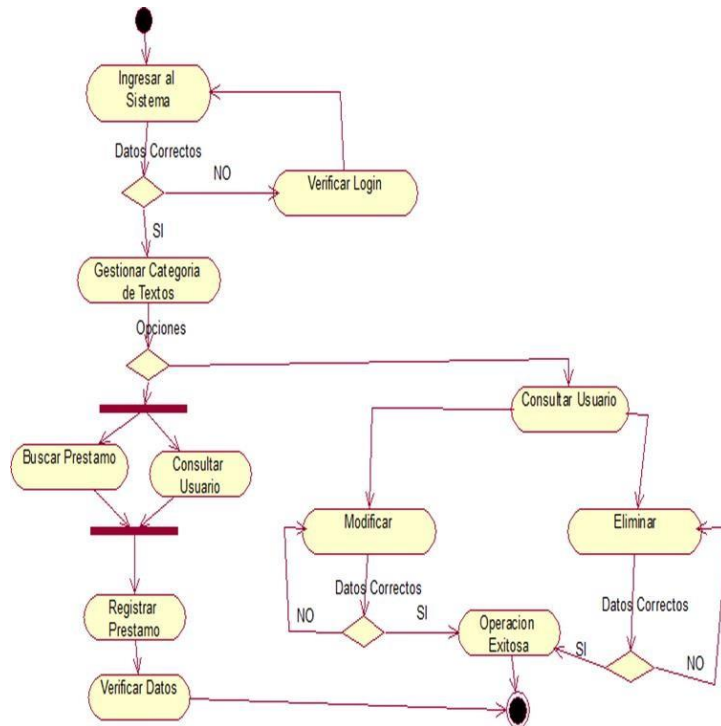 Ingresar al
Sistema
Datos Correctos
NO
Verificar Login
SI
Gestionar Categoria
de Textos
Opciones
Consultar Usuario
Buscar Prestamo
Consultar
Usuario
Modificar
Eliminar
Datos Correctos
NO
SI
Operacion
Exitosa
Datos Correctos
SI
NO
Registrar
Prestamo
Verificar Datos